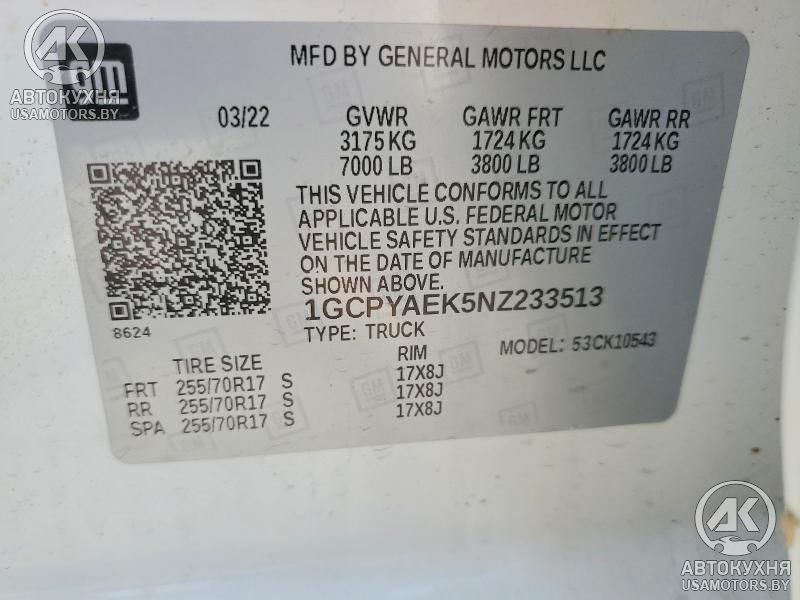 АК
gm
АВТОКУХНЯ
USAMOTORS.BY
MFD BY GENERAL MOTORS LLC
03/22 GVWR GAWR FRT GAWR RR
3175 KG 1724 KG 1724 KG
7000 LB 3800 LB 3800 LB
THIS VEHICLE CONFORMS TO ALL
APPLICABLE U.S. FEDERAL MOTOR
VEHICLE SAFETY STANDARDS IN EFFECT
ON THE DATE OF MANUFACTURE
SHOWN ABOVE.
1GCPYAEK5NZ233513
8624
TYPE: TRUCK MODEL: 53CK10543
TIRE SIZE RIM
FRT 255/70R17 S 17X8J
RR 255/70R17 S 17X8J
SPA 255/70R17 S 17X8J
АК
АВТОКУХНЯ
USAMOTORS.BY